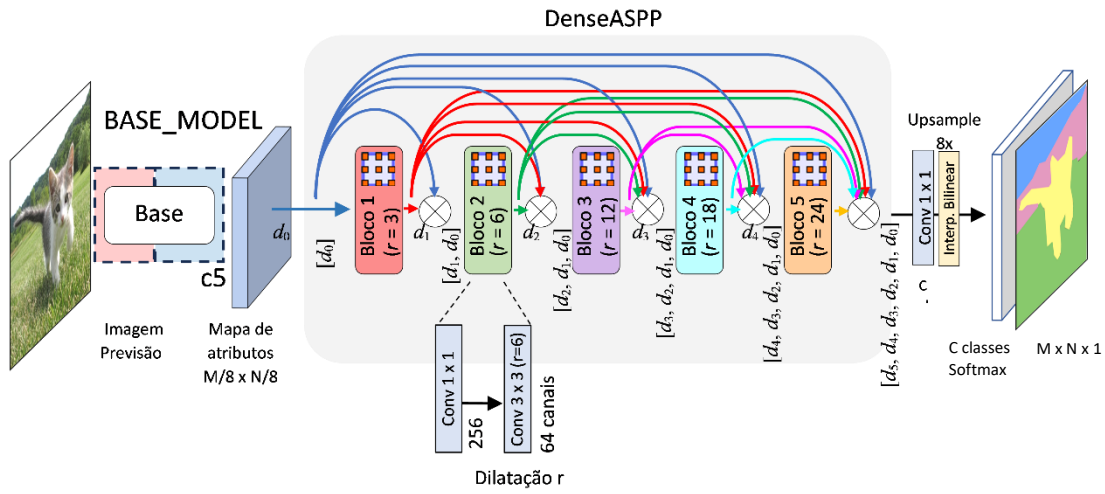 DenseASPP
BASE_MODEL
Base
c5
Imagem
Previsão
Mapa de
atributos
M/8 x N/8
d₀
[d₀]
Bloco 1
(r = 3)
d₁
[d₁, d₀]
Bloco 2
(r = 6)
d₂
[d₂, d₁, d₀]
Bloco 3
(r = 12)
d₃
[d₃, d₂, d₁, d₀]
Bloco 4
(r = 18)
d₄
[d₄, d₃, d₂, d₁, d₀]
Bloco 5
(r = 24)
[d₅, d₄, d₃, d₂, d₁, d₀]
Conv 1 x 1
256
Conv 3 x 3 (r=6)
64 canais
Dilatação r
Upsample
8x
Conv 1 x 1
Interp. Bilinear
C
.
C classes
Softmax
M x N x 1